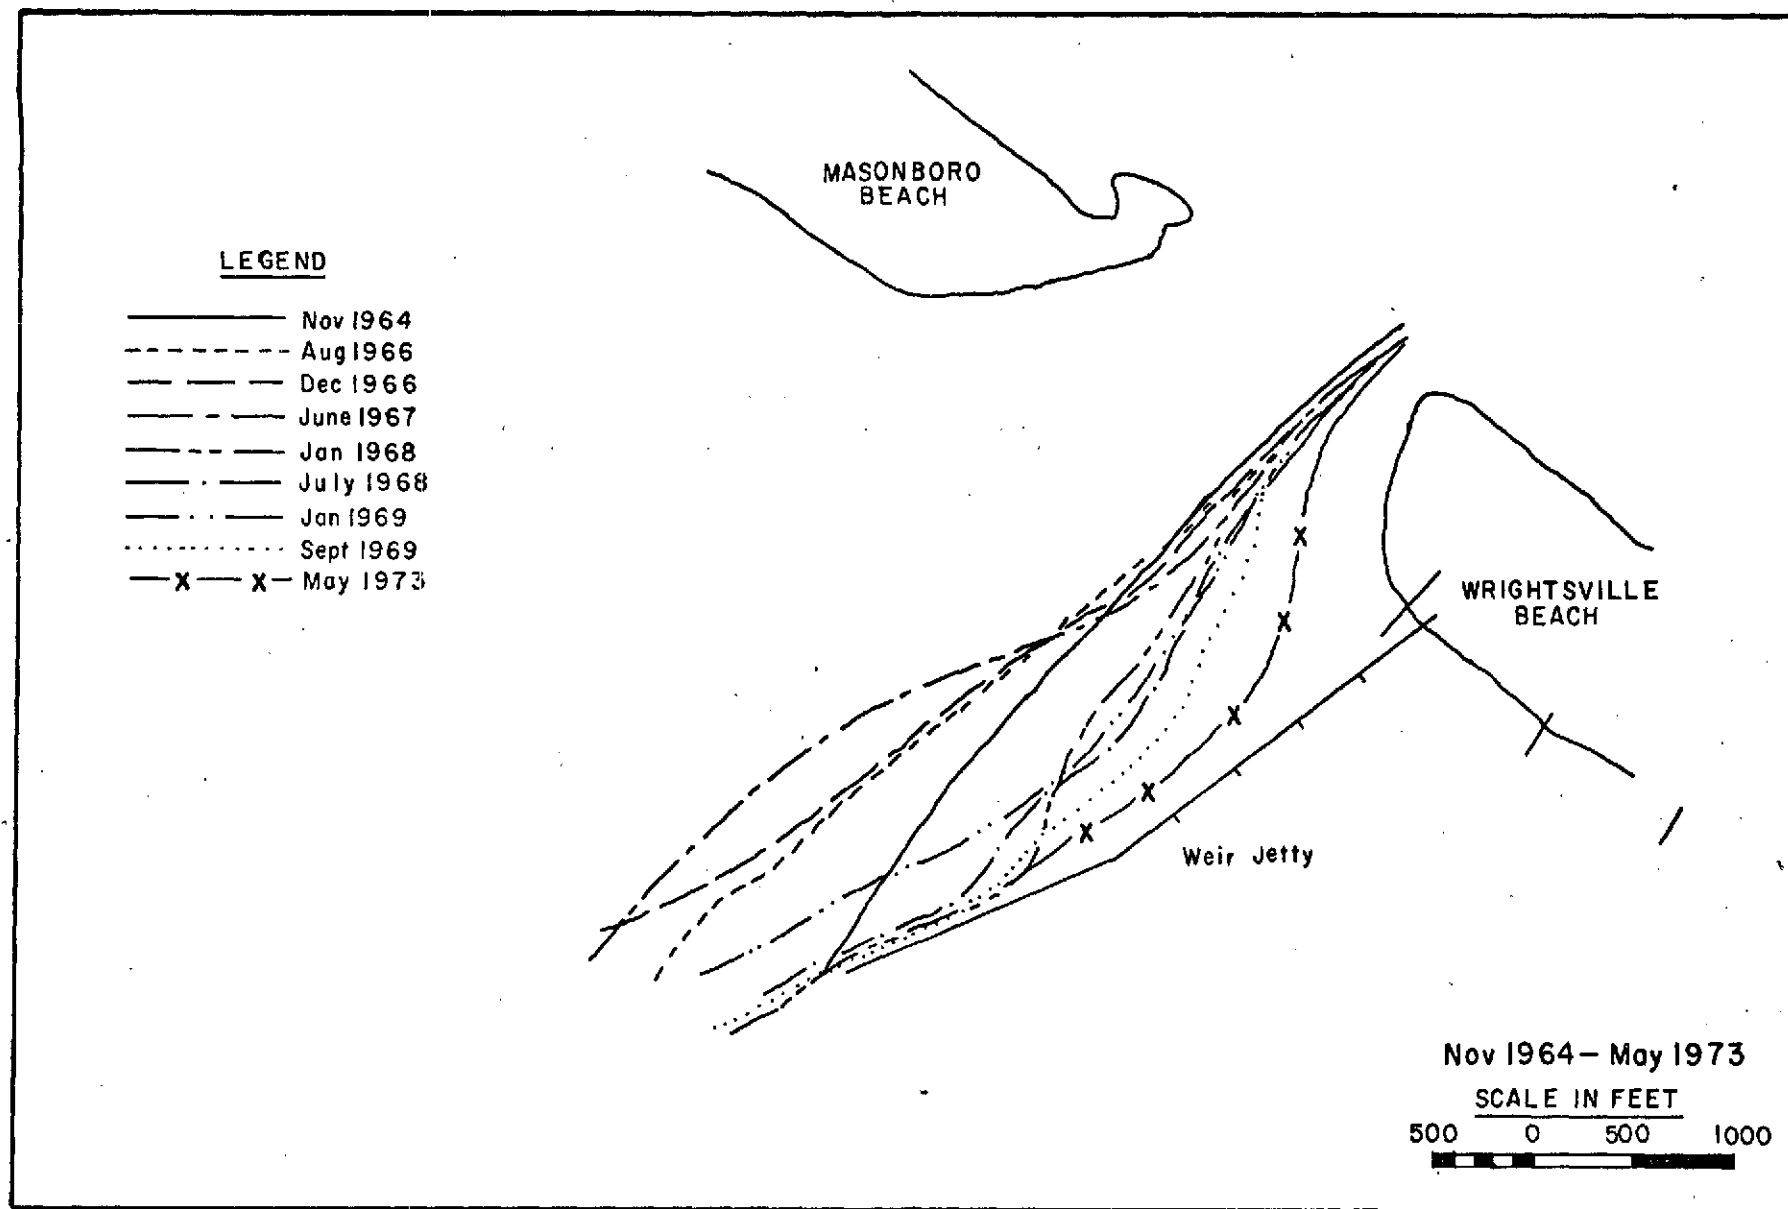 MASONBORO
BEACH
LEGEND
Nov 1964
Aug 1966
Dec 1966
June 1967
Jan 1968
July 1968
Jan 1969
Sept 1969
X X May 1973
X
X
X
X
X
WRIGHTSVILLE
BEACH
Weir Jetty
Nov 1964 – May 1973
SCALE IN FEET
500 0 500 1000